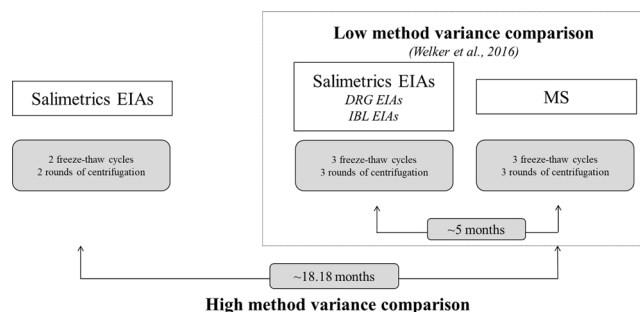 Low method variance comparison
(Welker et al., 2016)
Salimetrics EIAs
Salimetrics EIAs
DRG EIAs
IBL EIAs
MS
2 freeze-thaw cycles
2 rounds of centrifugation
3 freeze-thaw cycles
3 rounds of centrifugation
3 freeze-thaw cycles
3 rounds of centrifugation
~5 months
~18.18 months
High method variance comparison